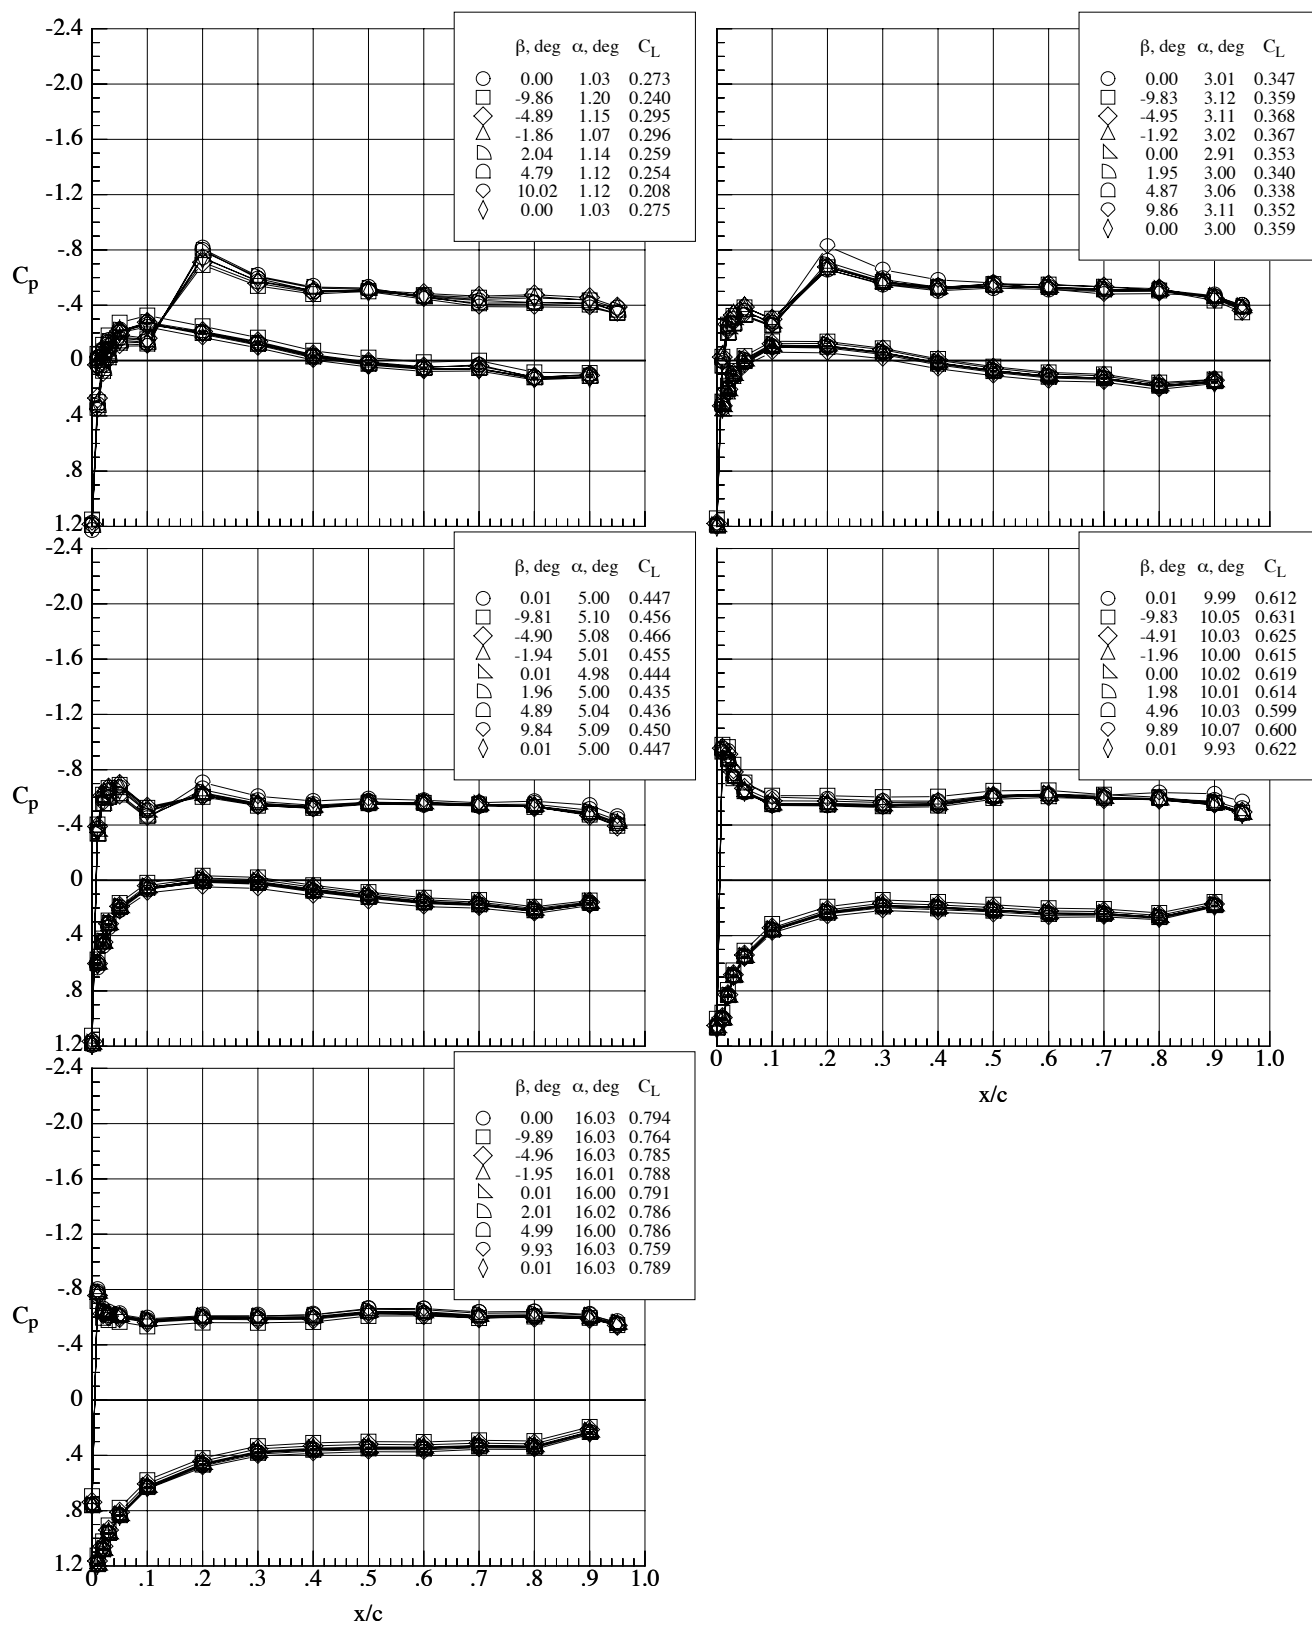 -2.4
-2.0
-1.6
-1.2
-.8
-.4
0
.4
.8
1.2
Cp
β, deg α, deg CL
0.00 1.03 0.273
-9.86 1.20 0.240
-4.89 1.15 0.295
-1.86 1.07 0.296
2.04 1.14 0.259
4.79 1.12 0.254
10.02 1.12 0.208
0.00 1.03 0.275
β, deg α, deg CL
0.00 3.01 0.347
-9.83 3.12 0.359
-4.95 3.11 0.368
-1.92 3.02 0.367
0.00 2.91 0.353
1.95 3.00 0.340
4.87 3.06 0.338
9.86 3.11 0.352
0.00 3.00 0.359
-2.4
-2.0
-1.6
-1.2
-.8
-.4
0
.4
.8
1.2
Cp
β, deg α, deg CL
0.01 5.00 0.447
-9.81 5.10 0.456
-4.90 5.08 0.466
-1.94 5.01 0.455
0.01 4.98 0.444
1.96 5.00 0.435
4.89 5.04 0.436
9.84 5.09 0.450
0.01 5.00 0.447
β, deg α, deg CL
0.01 9.99 0.612
-9.83 10.05 0.631
-4.91 10.03 0.625
-1.96 10.00 0.615
0.00 10.02 0.619
1.98 10.01 0.614
4.96 10.03 0.599
9.89 10.07 0.600
0.01 9.93 0.622
0 .1 .2 .3 .4 .5 .6 .7 .8 .9 1.0
x/c
-2.4
-2.0
-1.6
-1.2
-.8
-.4
0
.4
.8
1.2
Cp
β, deg α, deg CL
0.00 16.03 0.794
-9.89 16.03 0.764
-4.96 16.03 0.785
-1.95 16.01 0.788
0.01 16.00 0.791
2.01 16.02 0.786
4.99 16.00 0.786
9.93 16.03 0.759
0.01 16.03 0.789
0 .1 .2 .3 .4 .5 .6 .7 .8 .9 1.0
x/c